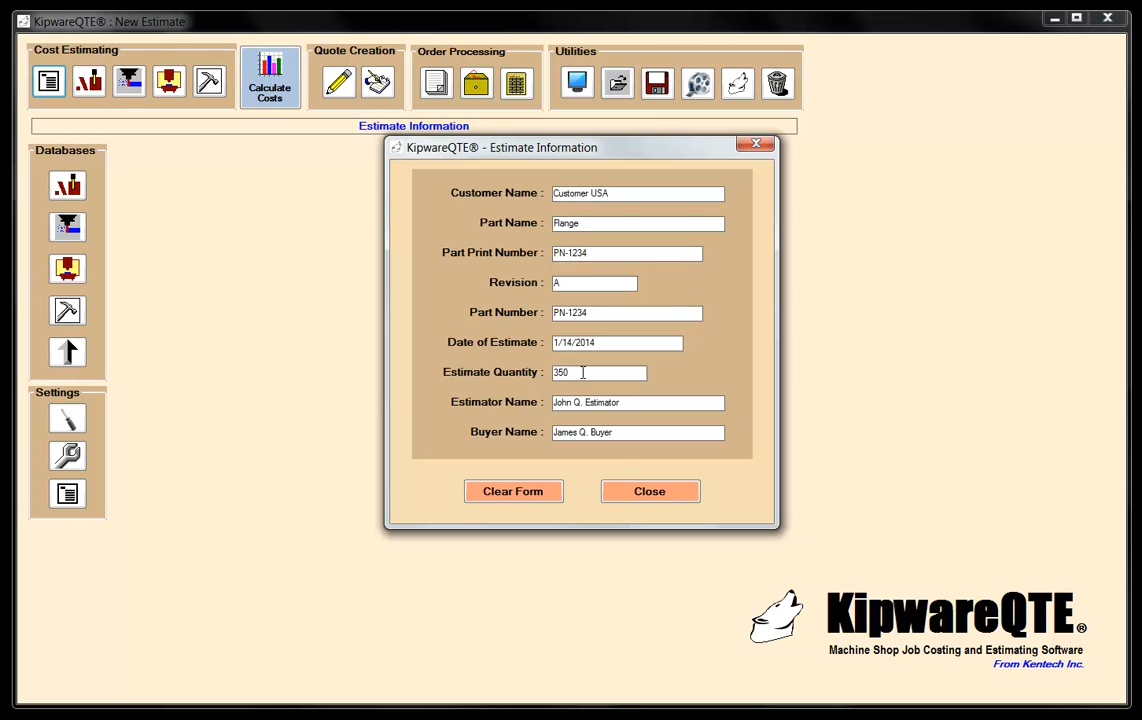 KipwareQTE® : New Estimate
Cost Estimating
Calculate
Costs
Quote Creation
Order Processing
Utilities
Estimate Information
Databases
Settings
KipwareQTE® - Estimate Information
Customer Name : Customer USA
Part Name : Flange
Part Print Number : PN-1234
Revision : A
Part Number : PN-1234
Date of Estimate : 1/14/2014
Estimate Quantity : 350
Estimator Name : John Q. Estimator
Buyer Name : James Q. Buyer
Clear Form
Close
KipwareQTE®
Machine Shop Job Costing and Estimating Software
From Kentech Inc.